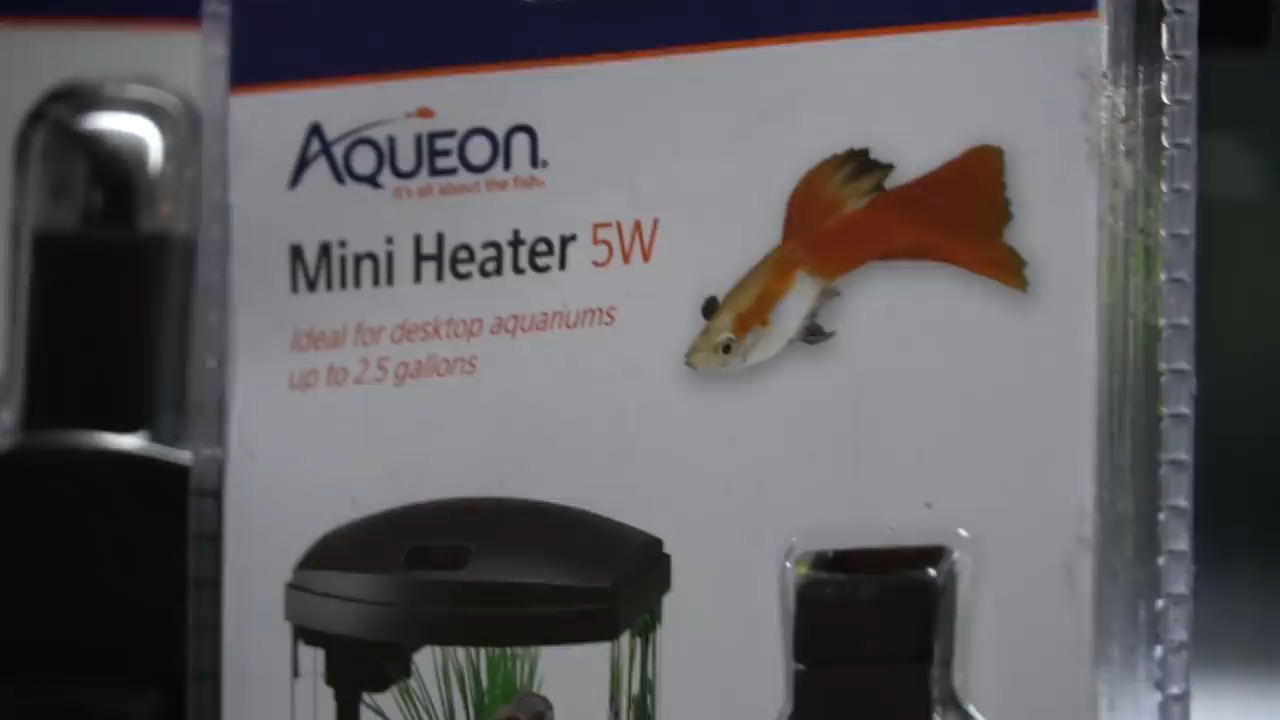 AQUEON.
it's all about the fish.
Mini Heater 5W
Ideal for desktop aquariums
up to 2.5 gallons